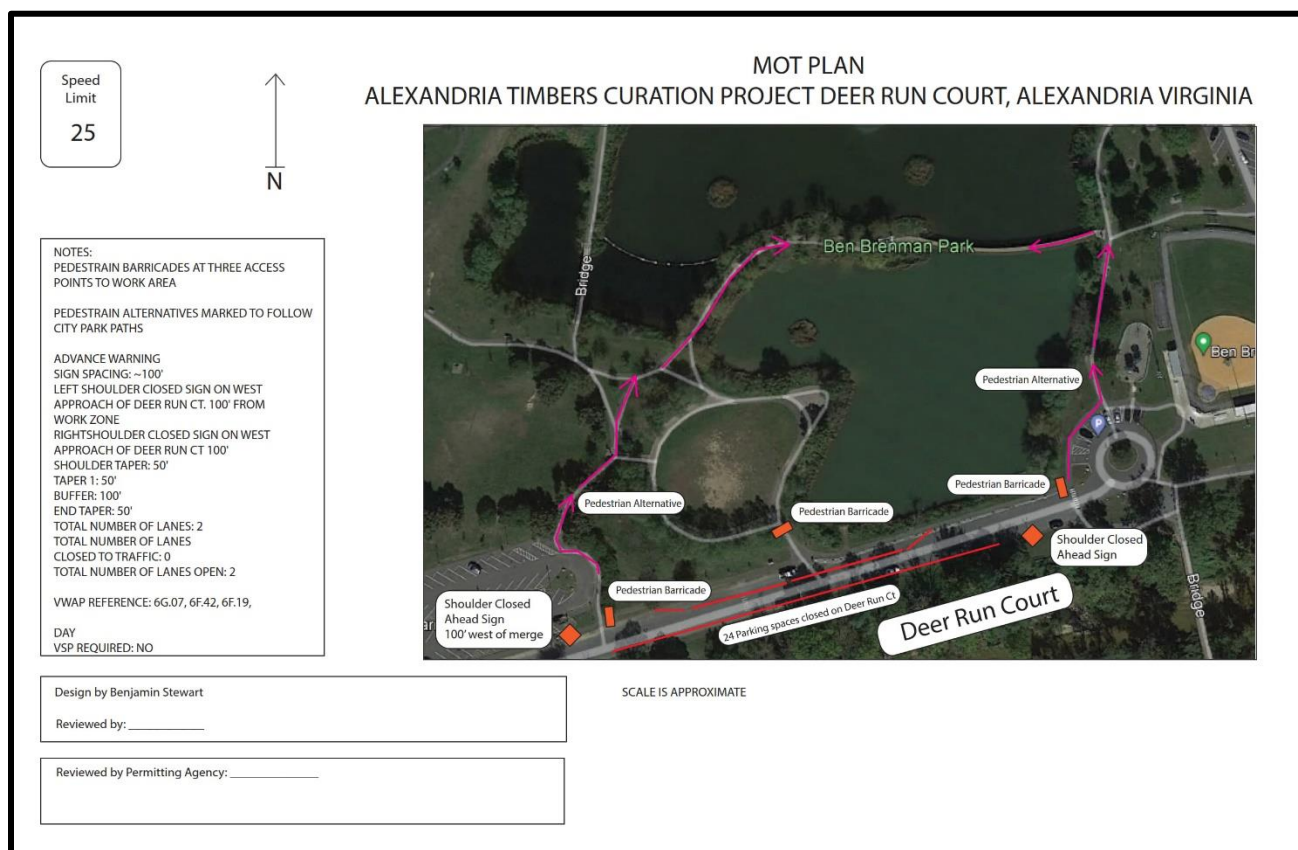 MOT PLAN
ALEXANDRIA TIMBERS CURATION PROJECT DEER RUN COURT, ALEXANDRIA VIRGINIA
Speed
Limit
25
N
NOTES:
PEDESTRAIN BARRICADES AT THREE ACCESS
POINTS TO WORK AREA
PEDESTRAIN ALTERNATIVES MARKED TO FOLLOW
CITY PARK PATHS
ADVANCE WARNING
SIGN SPACING: ~100'
LEFT SHOULDER CLOSED SIGN ON WEST
APPROACH OF DEER RUN CT. 100' FROM
WORK ZONE
RIGHTSHOULDER CLOSED SIGN ON WEST
APPROACH OF DEER RUN CT 100'
SHOULDER TAPER: 50'
TAPER 1: 50'
BUFFER: 100'
END TAPER: 50'
TOTAL NUMBER OF LANES: 2
TOTAL NUMBER OF LANES
CLOSED TO TRAFFIC: 0
TOTAL NUMBER OF LANES OPEN: 2
VWAP REFERENCE: 6G.07, 6F.42, 6F.19,
DAY
VSP REQUIRED: NO
Ben Brenman Park
Bridge
Ben Br
Pedestrian Alternative
P
Pedestrian Barricade
Pedestrian Alternative
Pedestrian Barricade
Shoulder Closed
Ahead Sign
Bridge
Pedestrian Barricade
Shoulder Closed
Ahead Sign
100' west of merge
24 Parking spaces closed on Deer Run Ct
Deer Run Court
Design by Benjamin Stewart
Reviewed by: ____________
SCALE IS APPROXIMATE
Reviewed by Permitting Agency: ______________